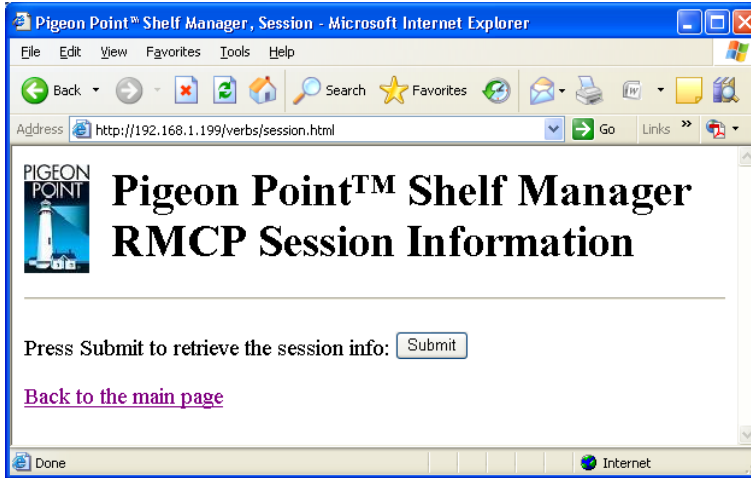 Pigeon Point™ Shelf Manager, Session - Microsoft Internet Explorer
File Edit View Favorites Tools Help
Back Search Favorites W
Address http://192.168.1.199/verbs/session.html Go Links »
PIGEON
POINT
Pigeon Point™ Shelf Manager
RMCP Session Information
Press Submit to retrieve the session info: Submit
Back to the main page
Done Internet